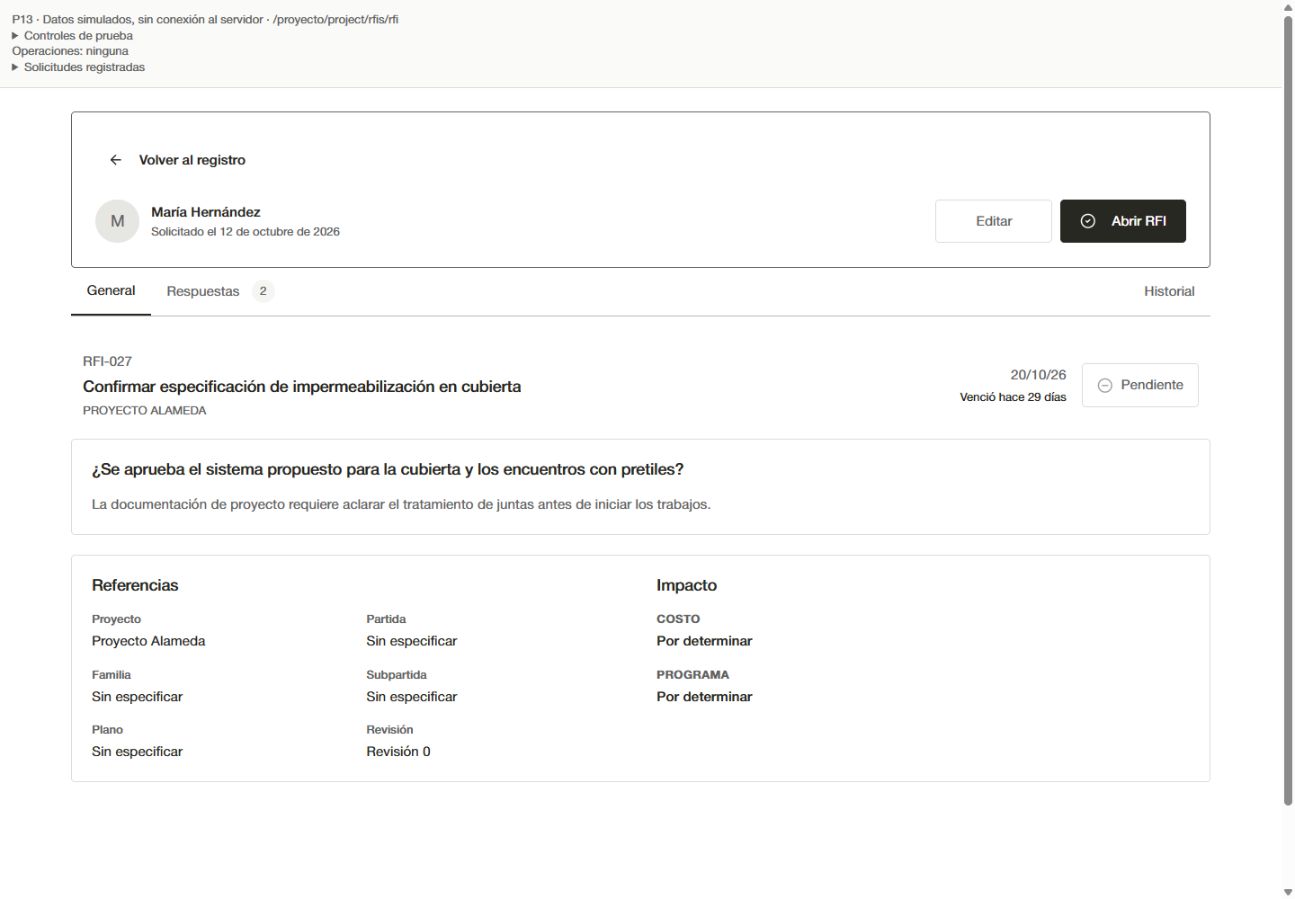 P13 · Datos simulados, sin conexión al servidor · /proyecto/project/rfis/rfi
Controles de prueba
Operaciones: ninguna
Solicitudes registradas
Volver al registro
M
María Hernández
Solicitado el 12 de octubre de 2026
Editar
Abrir RFI
General
Respuestas 2
Historial
RFI-027
Confirmar especificación de impermeabilización en cubierta
PROYECTO ALAMEDA
20/10/26
Venció hace 29 días
Pendiente
¿Se aprueba el sistema propuesto para la cubierta y los encuentros con pretiles?
La documentación de proyecto requiere aclarar el tratamiento de juntas antes de iniciar los trabajos.
Referencias
Proyecto
Proyecto Alameda
Partida
Sin especificar
Familia
Sin especificar
Subpartida
Sin especificar
Plano
Sin especificar
Revisión
Revisión 0
Impacto
COSTO
Por determinar
PROGRAMA
Por determinar